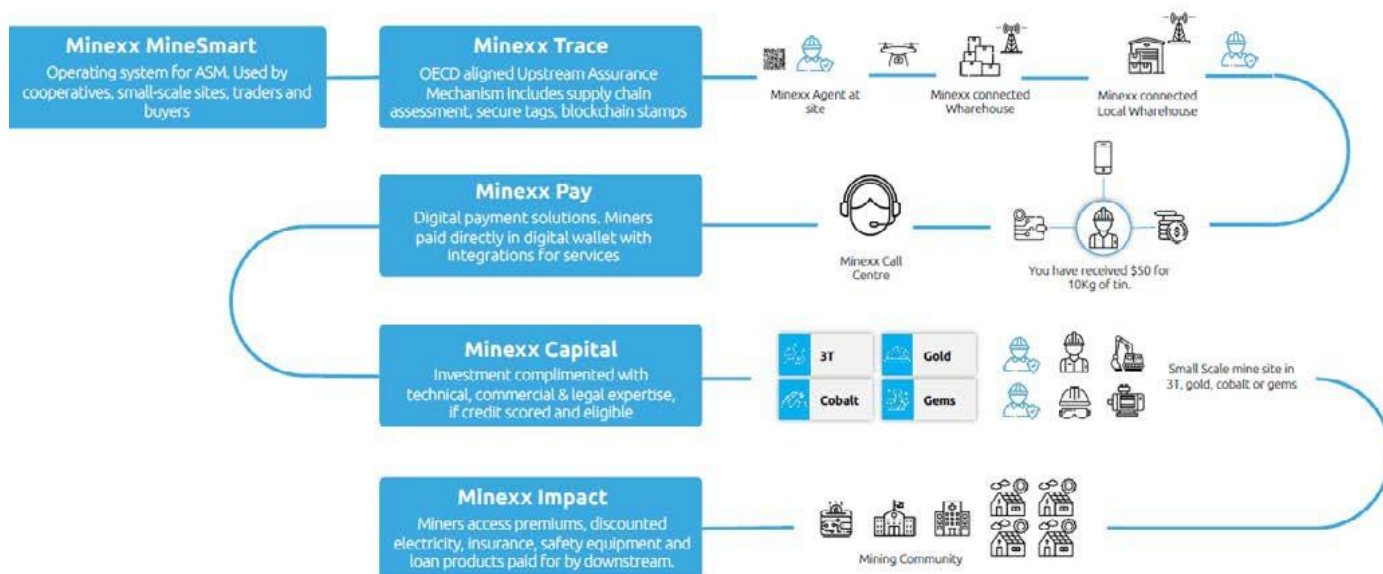 Minexx MineSmart
Operating system for ASM. Used by
cooperatives, small-scale sites, traders and
buyers
Minexx Trace
OECD aligned Upstream Assurance
Mechanism includes supply chain
assessment, secure tags, blockchain stamps
Minexx Agent at
site
Minexx connected
Wharehouse
Minexx connected
Local Wharehouse
Minexx Pay
Digital payment solutions. Miners
paid directly in digital wallet with
integrations for services
Minexx Call
Centre
You have received $50 for
10Kg of tin.
Minexx Capital
Investment complimented with
technical, commercial & legal expertise,
if credit scored and eligible
3T
Gold
Cobalt
Gems
Small Scale mine site in
3T, gold, cobalt or gems
Minexx Impact
Miners access premiums, discounted
electricity, insurance, safety equipment and
loan products paid for by downstream.
Mining Community